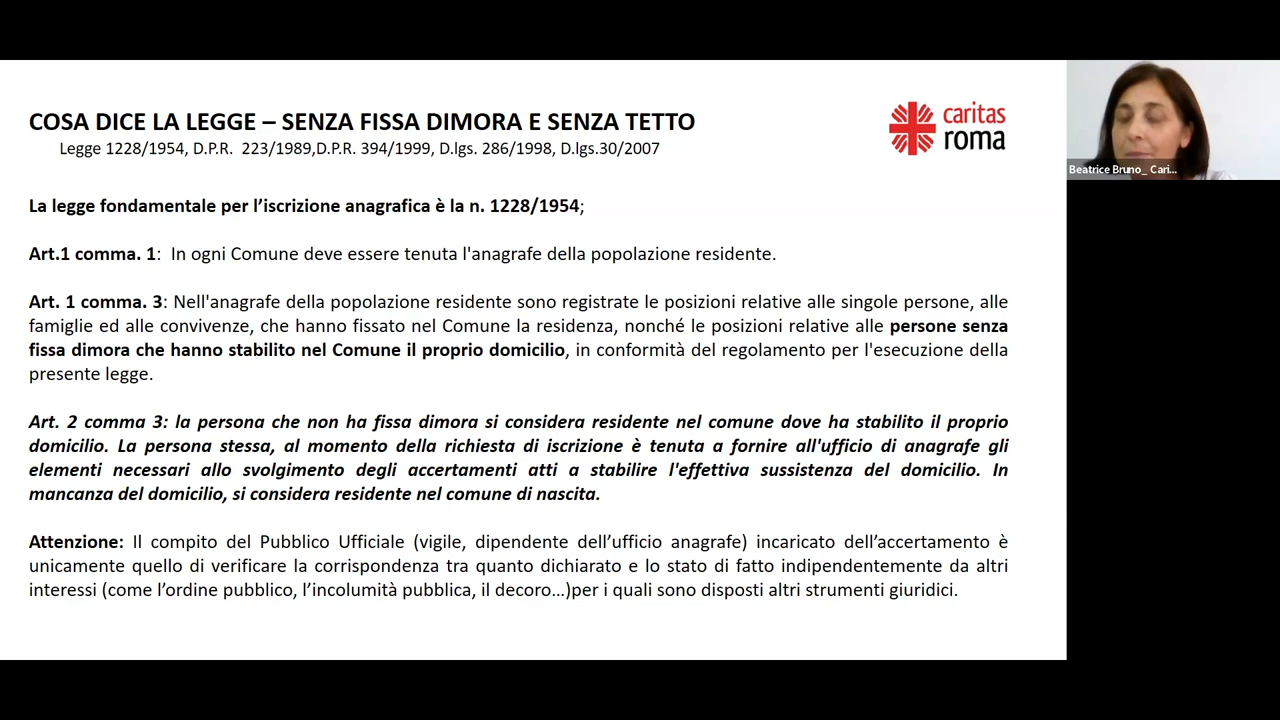 COSA DICE LA LEGGE – SENZA FISSA DIMORA E SENZA TETTO
Legge 1228/1954, D.P.R. 223/1989,D.P.R. 394/1999, D.lgs. 286/1998, D.lgs.30/2007
caritas
roma
Beatrice Bruno_ Cari...
La legge fondamentale per l’iscrizione anagrafica è la n. 1228/1954;
Art.1 comma. 1: In ogni Comune deve essere tenuta l'anagrafe della popolazione residente.
Art. 1 comma. 3: Nell'anagrafe della popolazione residente sono registrate le posizioni relative alle singole persone, alle
famiglie ed alle convivenze, che hanno fissato nel Comune la residenza, nonché le posizioni relative alle persone senza
fissa dimora che hanno stabilito nel Comune il proprio domicilio, in conformità del regolamento per l'esecuzione della
presente legge.
Art. 2 comma 3: la persona che non ha fissa dimora si considera residente nel comune dove ha stabilito il proprio
domicilio. La persona stessa, al momento della richiesta di iscrizione è tenuta a fornire all'ufficio di anagrafe gli
elementi necessari allo svolgimento degli accertamenti atti a stabilire l'effettiva sussistenza del domicilio. In
mancanza del domicilio, si considera residente nel comune di nascita.
Attenzione: Il compito del Pubblico Ufficiale (vigile, dipendente dell’ufficio anagrafe) incaricato dell’accertamento è
unicamente quello di verificare la corrispondenza tra quanto dichiarato e lo stato di fatto indipendentemente da altri
interessi (come l’ordine pubblico, l’incolumità pubblica, il decoro…)per i quali sono disposti altri strumenti giuridici.